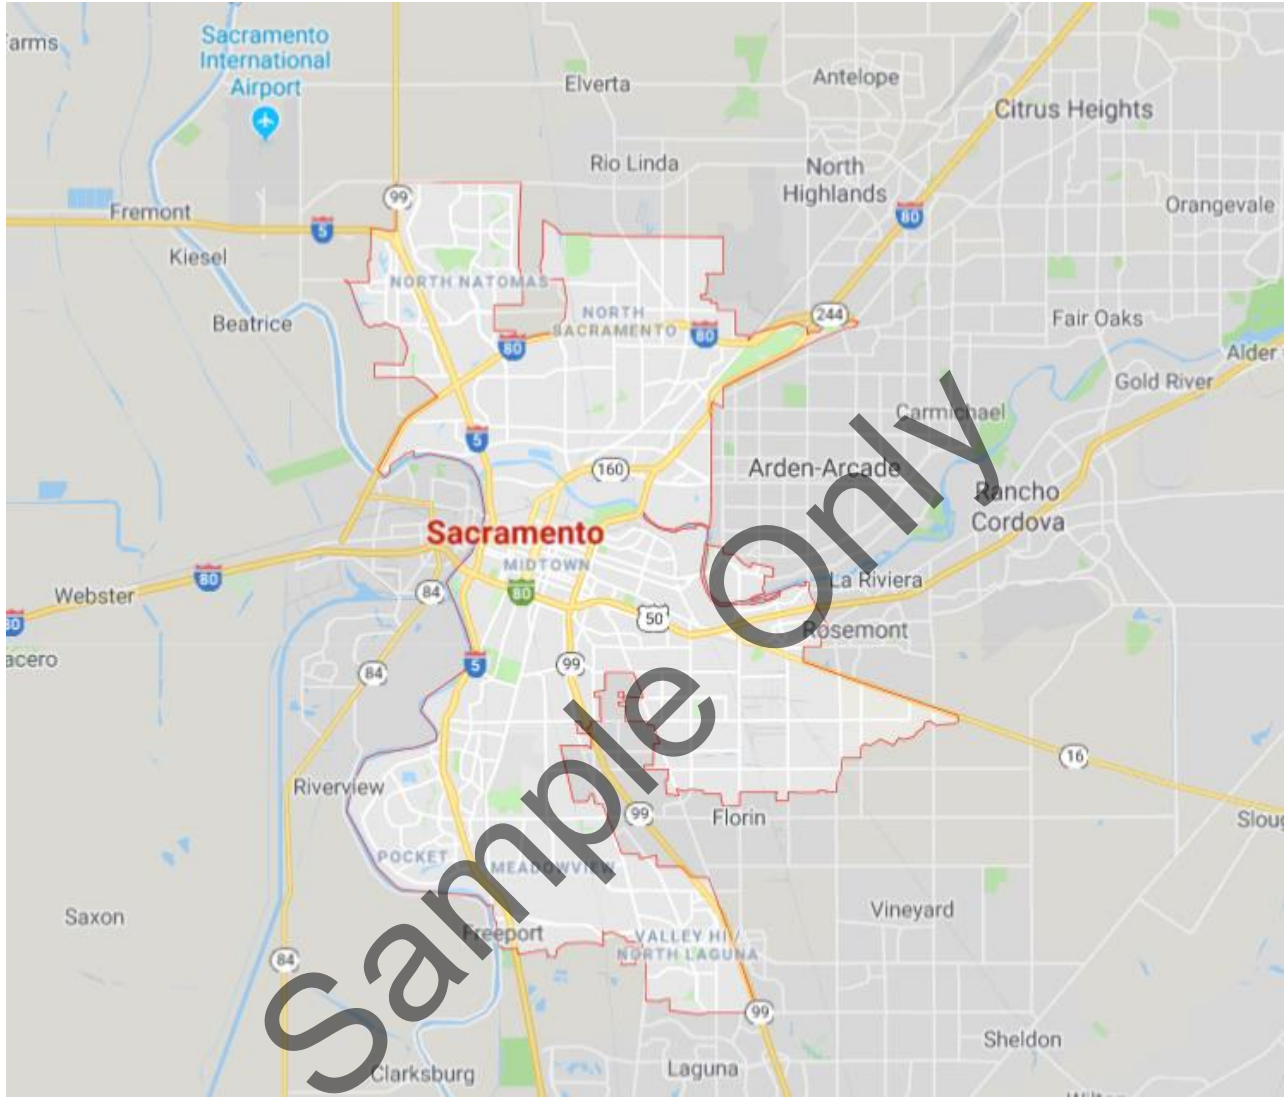 Sacramento
International
Airport
99
Elverta
Antelope
Citrus Heights
Rio Linda
North
Highlands
Orangevale
99
Fremont
5
80
Kiesel
NORTH NATOMAS
Beatrice
NORTH
SACRAMENTO
244
Fair Oaks
80
80
Alder
Gold River
Carmichael
5
160
Arden-Arcade
Rancho
Cordova
Sacramento
MIDTOWN
80
Webster
84
80
La Riviera
50
Rosemont
84
5
99
16
Riverview
99
Florin
POCKET
MEADOWVIEW
Saxon
Vineyard
Freeport
VALLEY HI /
NORTH LAGUNA
84
99
Sheldon
Clarksburg
Laguna
Sample Only